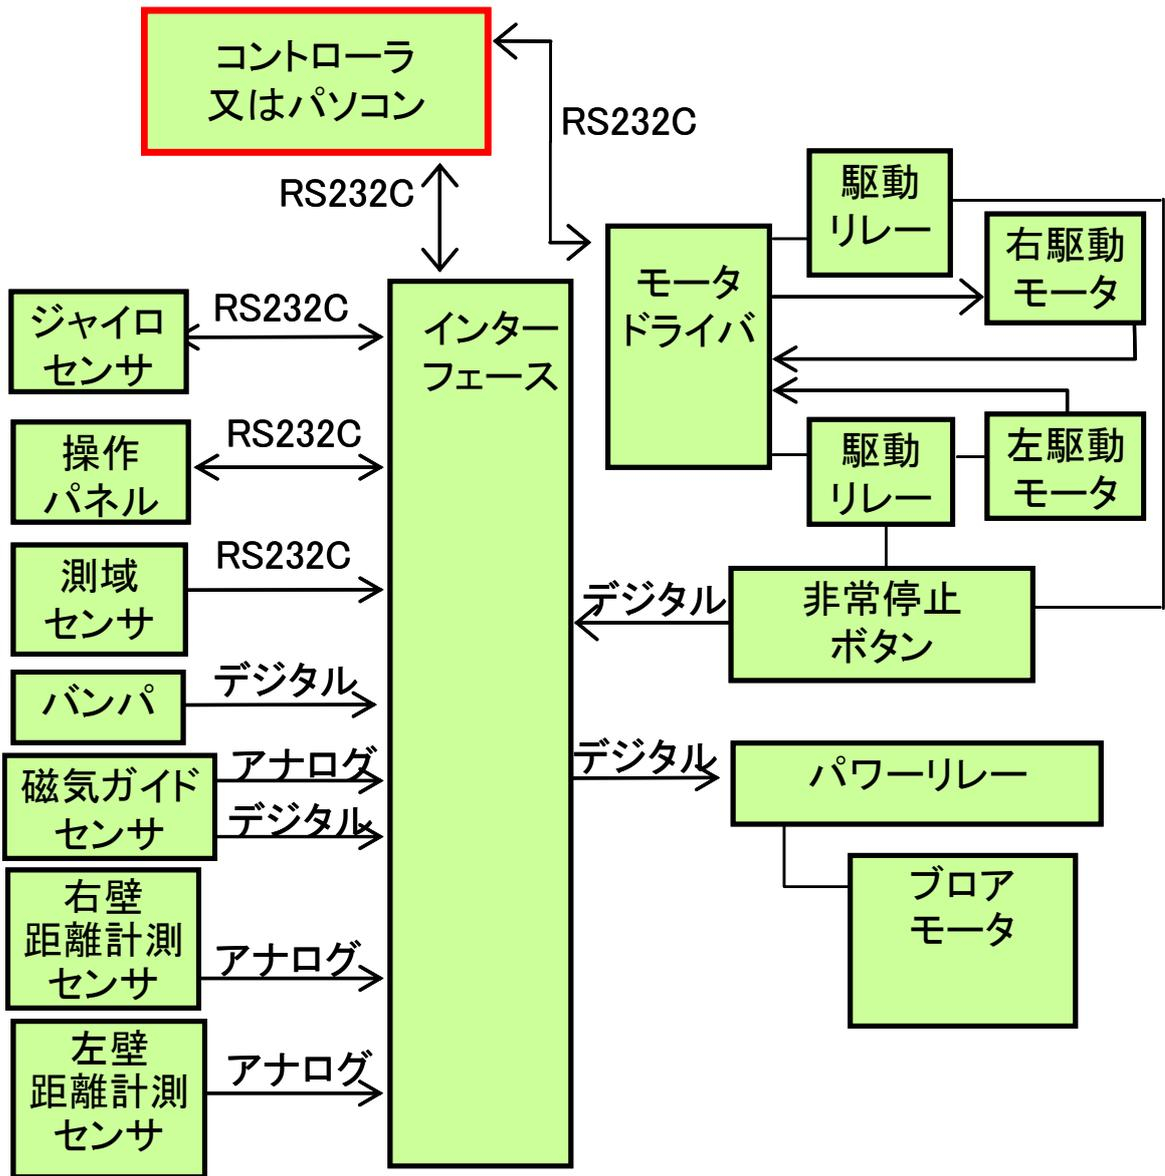 コントローラ
又はパソコン
RS232C
RS232C
駆動
リレー
右駆動
モータ
モータ
ドライバ
インター
フェース
ジャイロ
センサ
RS232C
操作
パネル
RS232C
駆動
リレー
左駆動
モータ
測域
センサ
RS232C
デジタル
非常停止
ボタン
バンパ
デジタル
磁気ガイド
センサ
アナログ
デジタル
デジタル
パワーリレー
右壁
距離計測
センサ
アナログ
ブロア
モータ
左壁
距離計測
センサ
アナログ